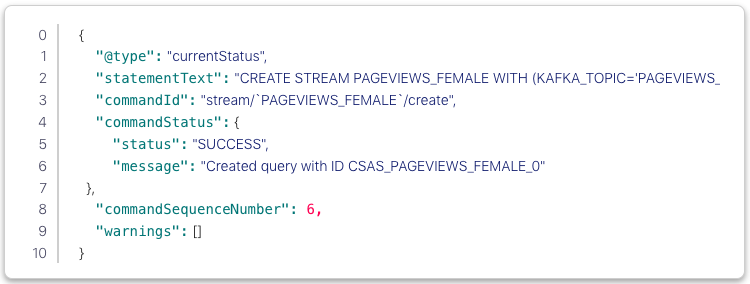 0 {
1 "@type": "currentStatus",
2 "statementText": "CREATE STREAM PAGEVIEWS_FEMALE WITH (KAFKA_TOPIC='PAGEVIEWS_
3 "commandId": "stream/`PAGEVIEWS_FEMALE`/create",
4 "commandStatus": {
5 "status": "SUCCESS",
6 "message": "Created query with ID CSAS_PAGEVIEWS_FEMALE_0"
7 },
8 "commandSequenceNumber": 6,
9 "warnings": []
10 }